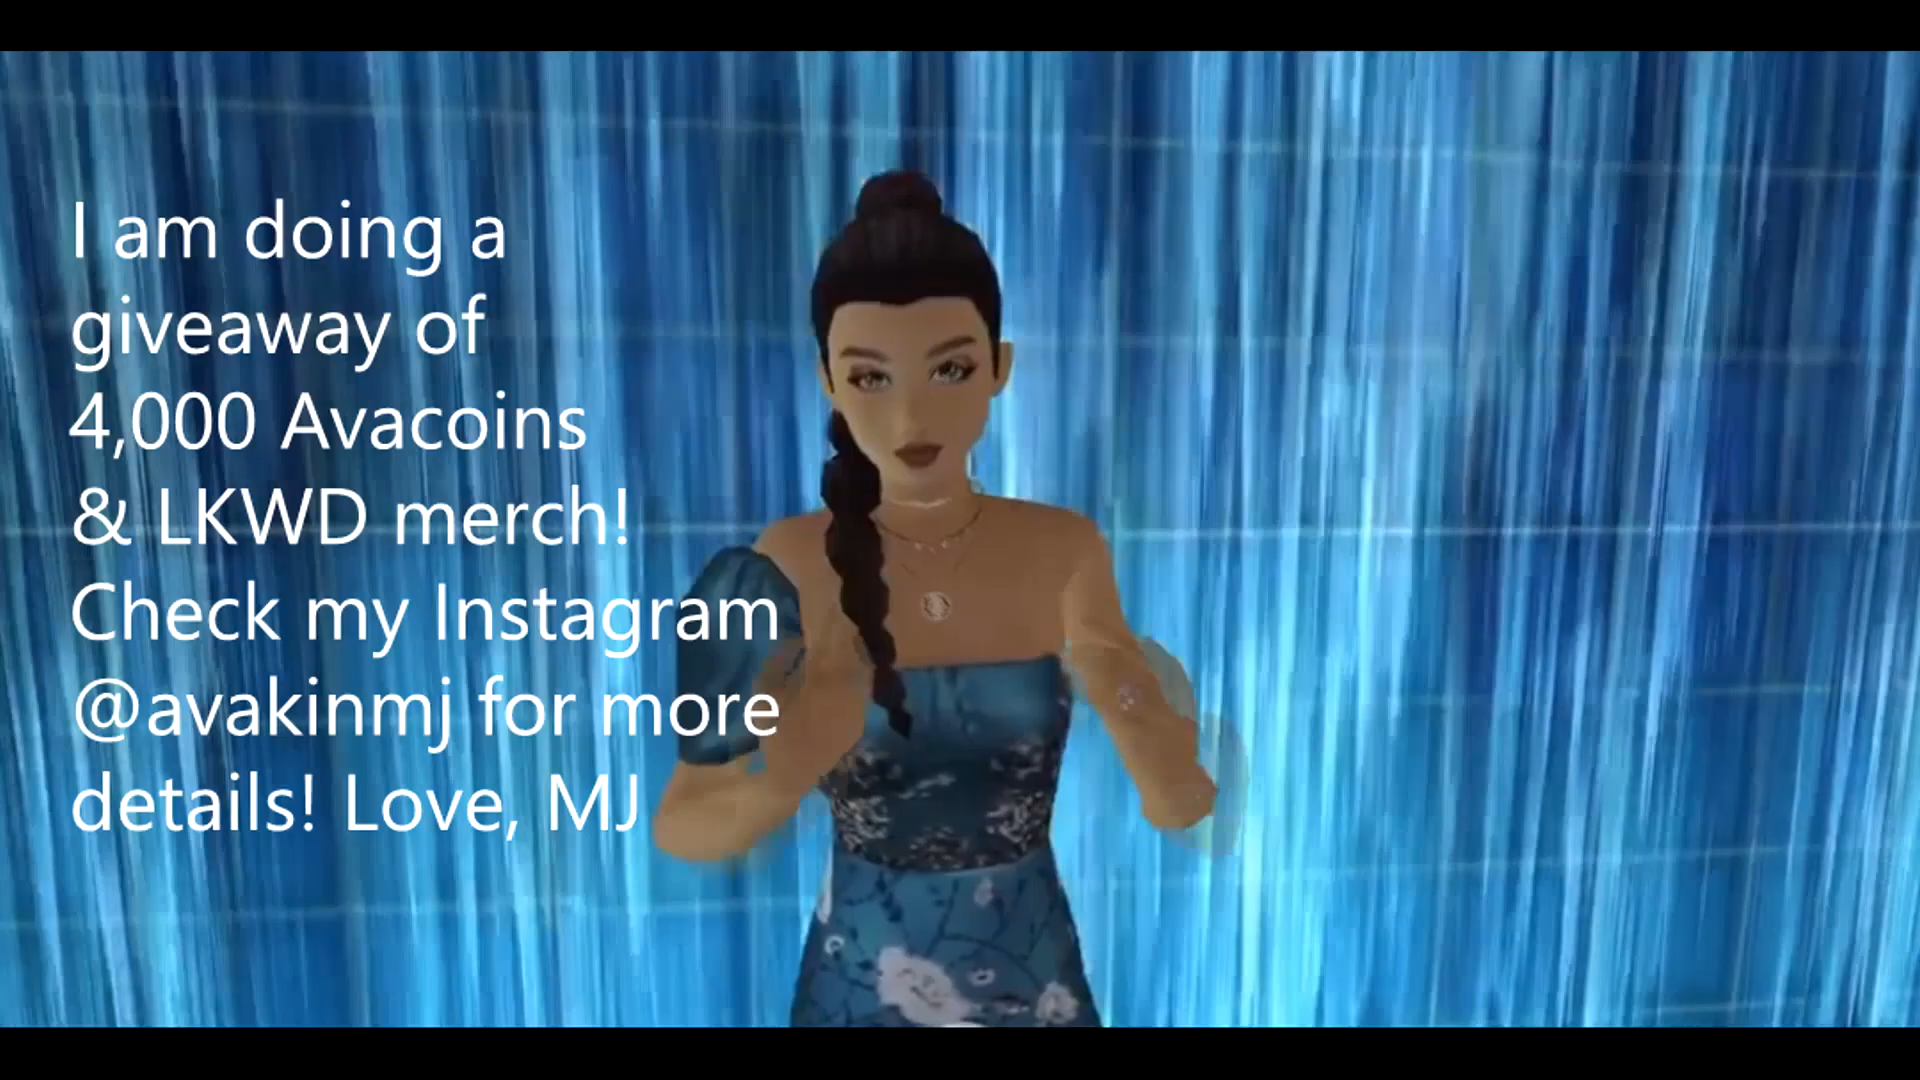 I am doing a
giveaway of
4,000 Avacoins
& LKWD merch!
Check my Instagram
@avakinmj for more
details! Love, MJ